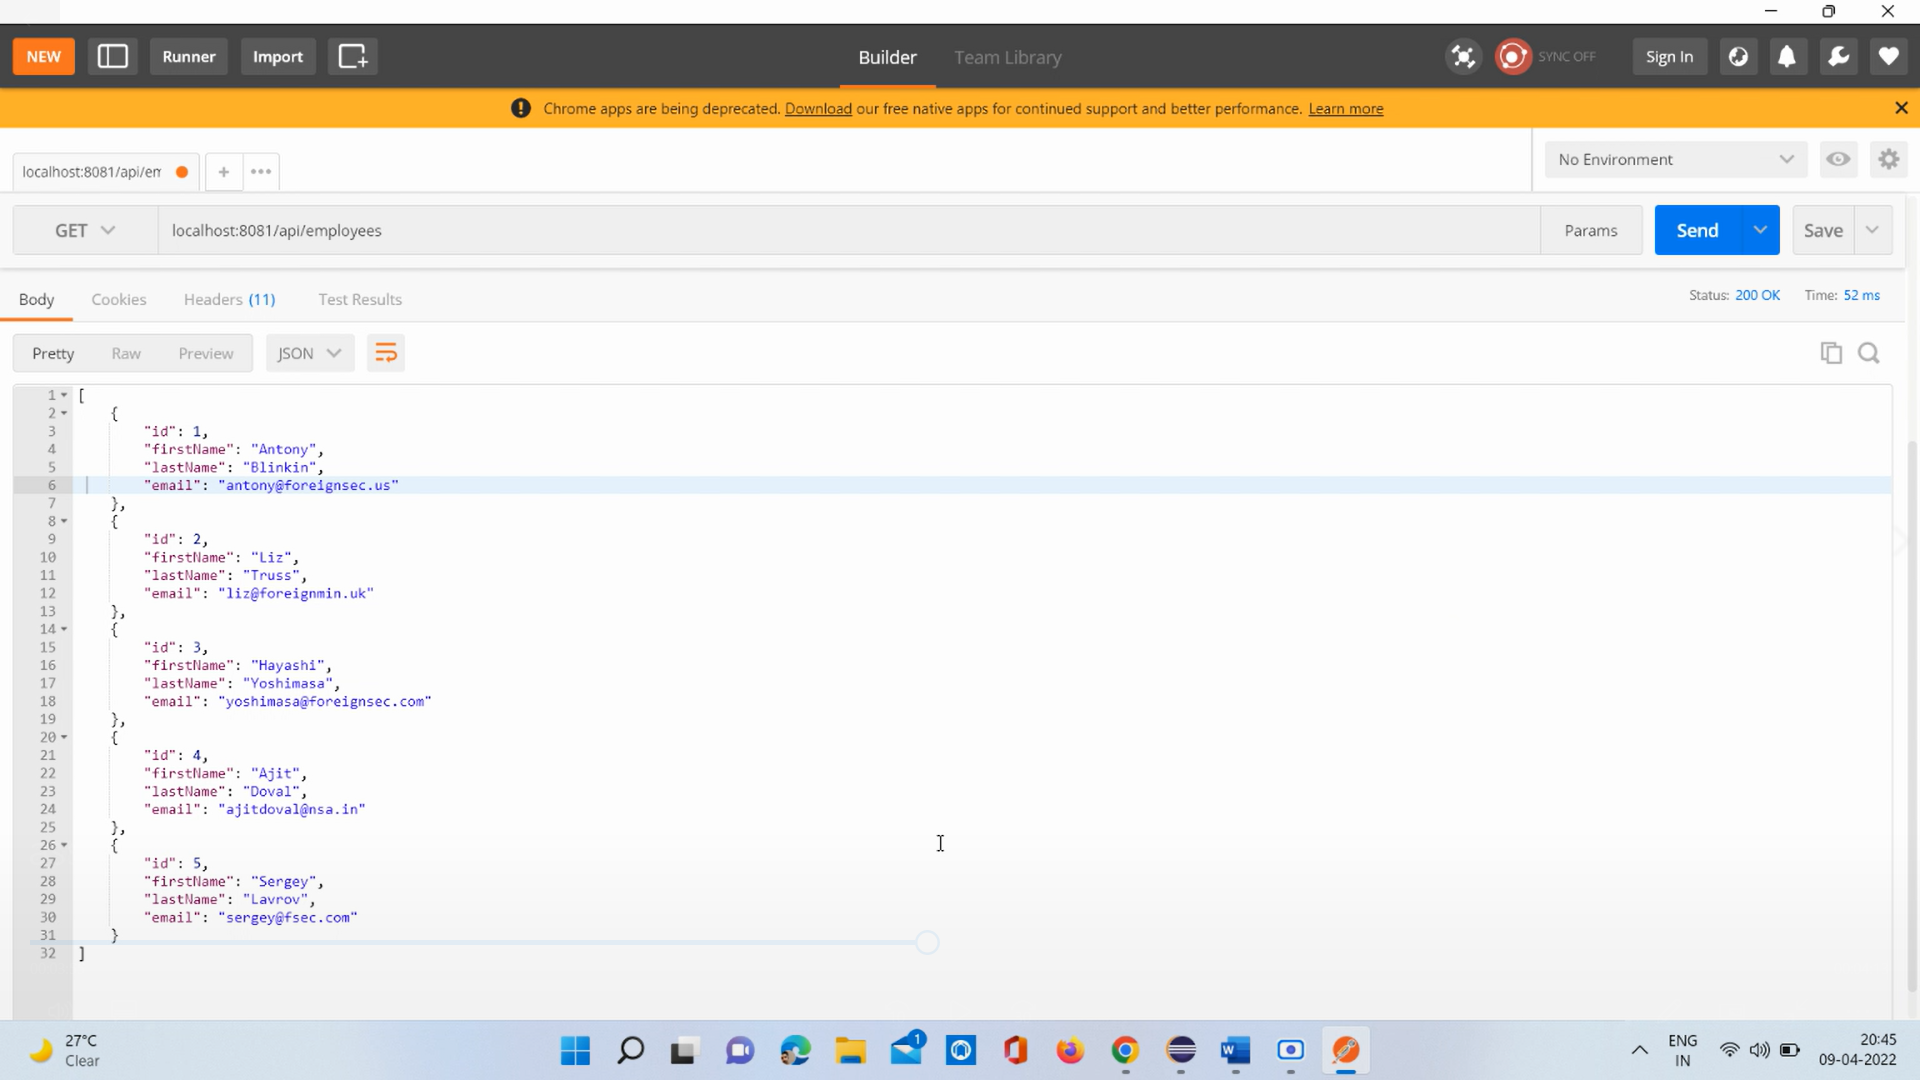 NEW
Runner
Import
Builder
Team Library
SYNC OFF
Sign In
Chrome apps are being deprecated. Download our free native apps for continued support and better performance. Learn more
localhost:8081/api/em
No Environment
GET
localhost:8081/api/employees
Params
Send
Save
Body
Cookies
Headers (11)
Test Results
Status: 200 OK
Time: 52 ms
Pretty
Raw
Preview
JSON
1 [
2 {
3 "id": 1,
4 "firstName": "Antony",
5 "lastName": "Blinkin",
6 "email": "antony@foreignsec.us"
7 },
8 {
9 "id": 2,
10 "firstName": "Liz",
11 "lastName": "Truss",
12 "email": "liz@foreignmin.uk"
13 },
14 {
15 "id": 3,
16 "firstName": "Hayashi",
17 "lastName": "Yoshimasa",
18 "email": "yoshimasa@foreignsec.com"
19 },
20 {
21 "id": 4,
22 "firstName": "Ajit",
23 "lastName": "Doval",
24 "email": "ajitdoval@nsa.in"
25 },
26 {
27 "id": 5,
28 "firstName": "Sergey",
29 "lastName": "Lavrov",
30 "email": "sergey@fsec.com"
31 }
32 ]
27°C
Clear
1
ENG
IN
20:45
09-04-2022